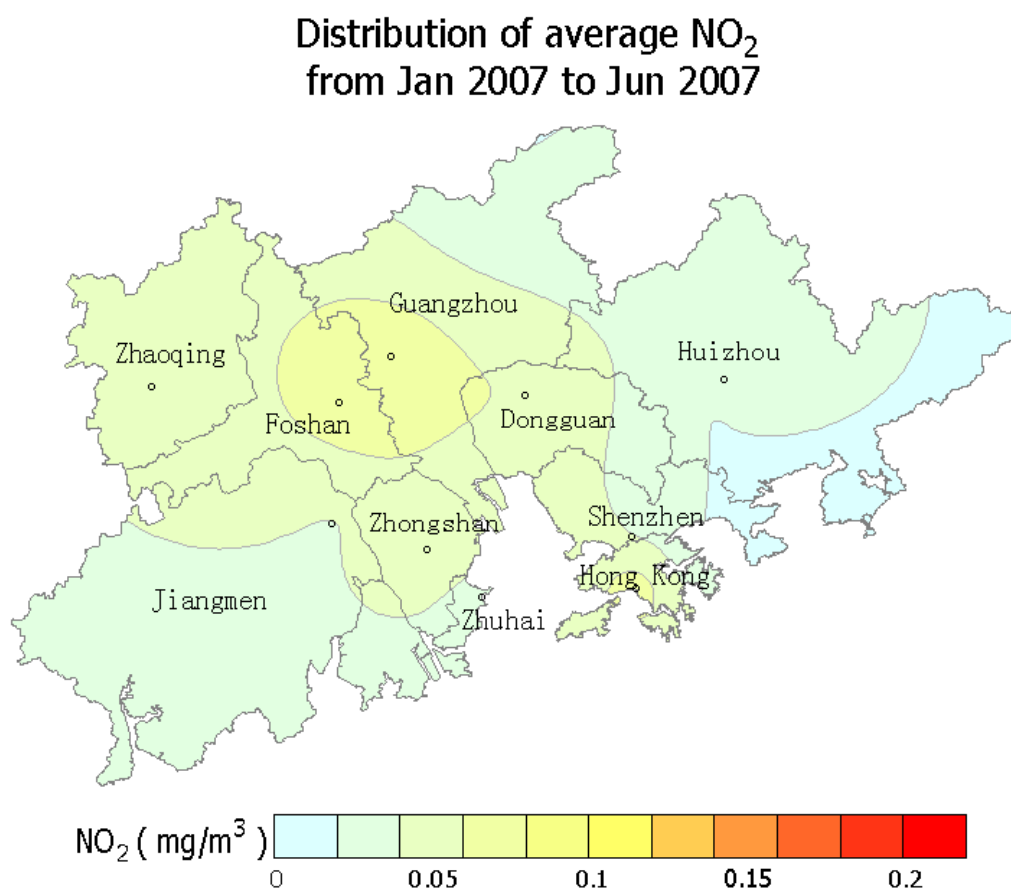 Distribution of average NO₂
from Jan 2007 to Jun 2007
Guangzhou
Zhaoqing
Huizhou
Foshan
Dongguan
Zhongshan
Shenzhen
Hong Kong
Jiangmen
Zhuhai
NO₂ ( mg/m³ )
0 0.05 0.1 0.15 0.2